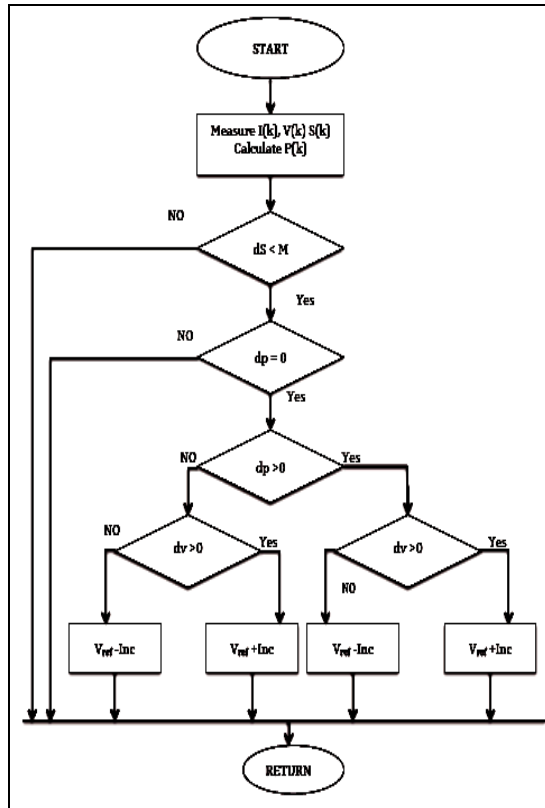 START
Measure I(k), V(k) S(k)
Calculate P(k)
NO
dS < M
Yes
NO
dp = 0
Yes
NO
dp >0
Yes
NO
dv >0
Yes
dv >0
Yes
NO
Vref-Inc
Vref+Inc
Vref-Inc
Vref+Inc
RETURN